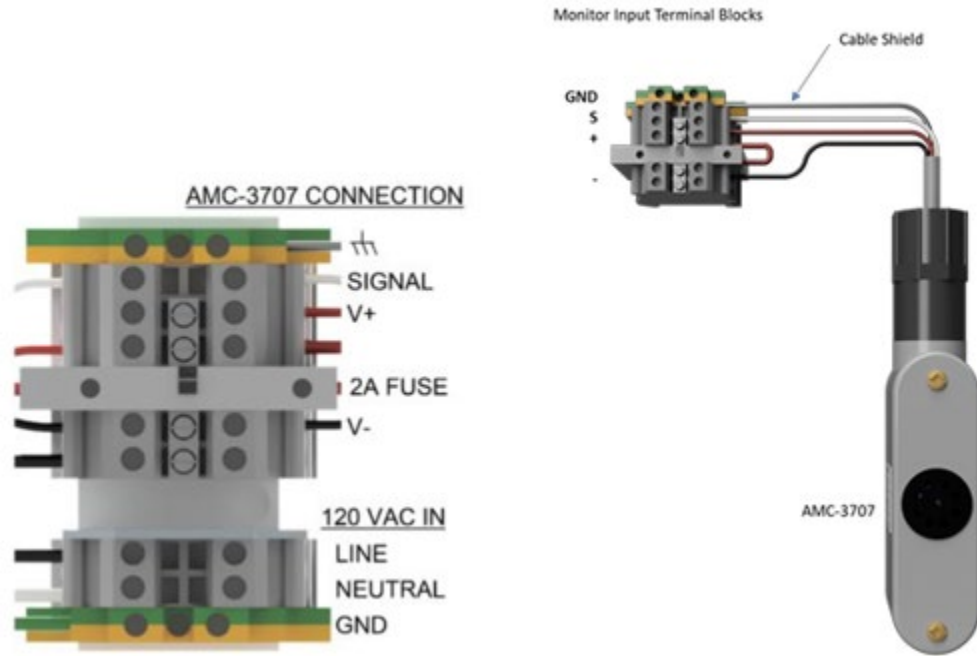 Monitor Input Terminal Blocks
Cable Shield
GND
S
+
-
AMC-3707
AMC-3707 CONNECTION
SIGNAL
V+
2A FUSE
V-
120 VAC IN
LINE
NEUTRAL
GND